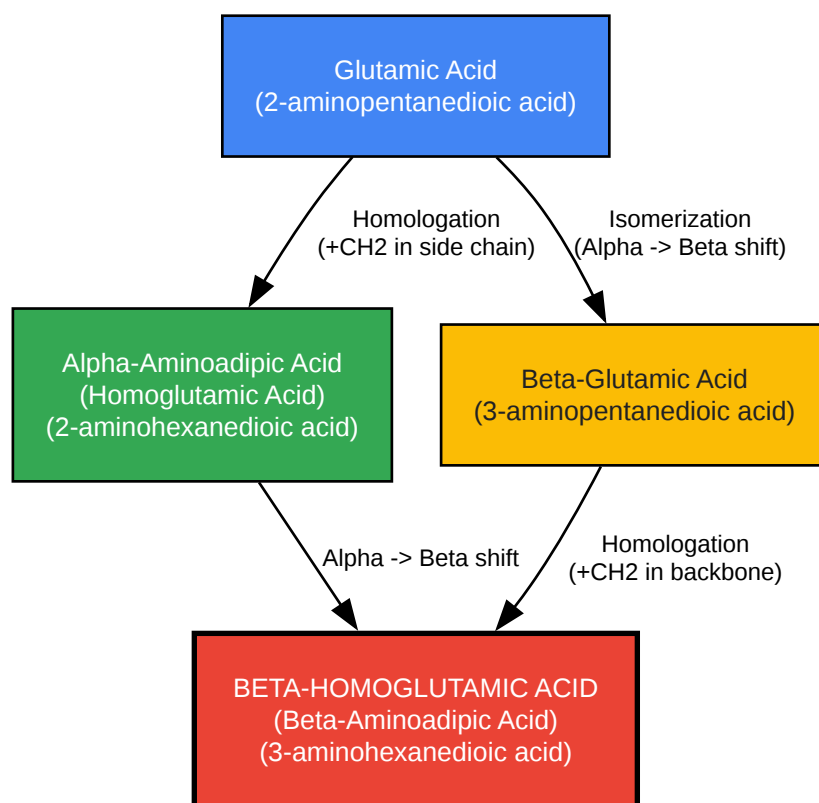 Glutamic Acid
(2-aminopentanedioic acid)
Homologation
(+CH2 in side chain)
Isomerization
(Alpha -> Beta shift)
Alpha-Aminoadipic Acid
(Homoglutamic Acid)
(2-aminohexanedioic acid)
Beta-Glutamic Acid
(3-aminopentanedioic acid)
Alpha -> Beta shift
Homologation
(+CH2 in backbone)
BETA-HOMOGLUTAMIC ACID
(Beta-Aminoadipic Acid)
(3-aminohexanedioic acid)